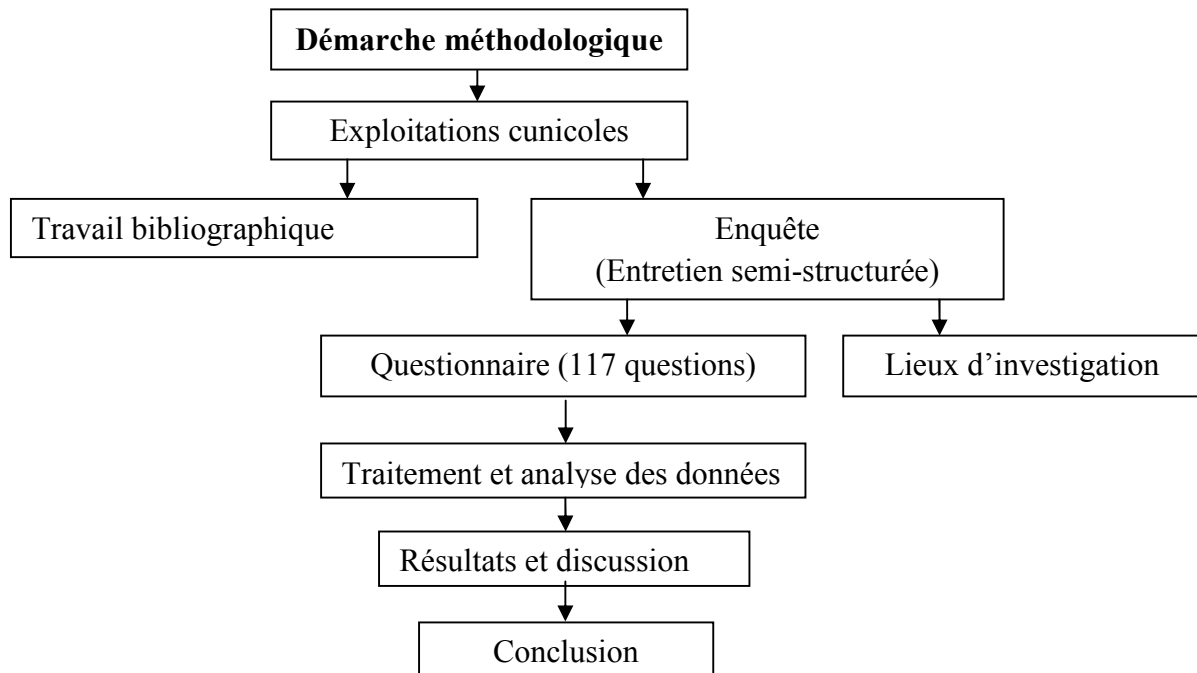 Démarche méthodologique
Exploitations cunicoles
Travail bibliographique
Enquête
(Entretien semi-structurée)
Questionnaire (117 questions)
Lieux d’investigation
Traitement et analyse des données
Résultats et discussion
Conclusion